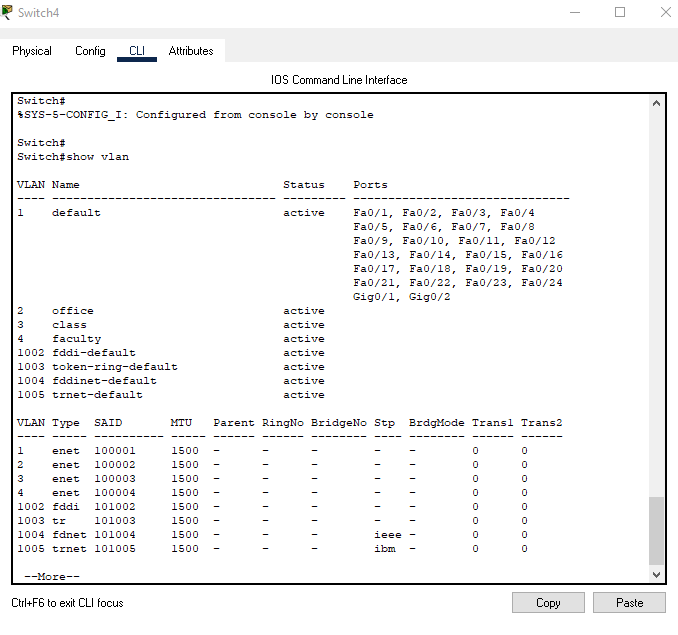 Switch4
Physical Config CLI Attributes
IOS Command Line Interface
Switch#
%SYS-5-CONFIG_I: Configured from console by console
Switch#
Switch#show vlan
VLAN Name                             Status    Ports
---- -------------------------------- --------- -------------------------------
1    default                          active    Fa0/1, Fa0/2, Fa0/3, Fa0/4
                                                Fa0/5, Fa0/6, Fa0/7, Fa0/8
                                                Fa0/9, Fa0/10, Fa0/11, Fa0/12
                                                Fa0/13, Fa0/14, Fa0/15, Fa0/16
                                                Fa0/17, Fa0/18, Fa0/19, Fa0/20
                                                Fa0/21, Fa0/22, Fa0/23, Fa0/24
                                                Gig0/1, Gig0/2
2    office                           active
3    class                            active
4    faculty                          active
1002 fddi-default                     active
1003 token-ring-default               active
1004 fddinet-default                  active
1005 trnet-default                    active
VLAN Type  SAID       MTU   Parent RingNo BridgeNo Stp  BrdgMode Trans1 Trans2
---- ----- ---------- ----- ------ ------ -------- ---- -------- ------ ------
1    enet  100001     1500  -      -      -        -    -        0      0
2    enet  100002     1500  -      -      -        -    -        0      0
3    enet  100003     1500  -      -      -        -    -        0      0
4    enet  100004     1500  -      -      -        -    -        0      0
1002 fddi  101002     1500  -      -      -        -    -        0      0
1003 tr    101003     1500  -      -      -        -    -        0      0
1004 fdnet 101004     1500  -      -      -        ieee -        0      0
1005 trnet 101005     1500  -      -      -        ibm  -        0      0
--More--
Ctrl+F6 to exit CLI focus
Copy Paste